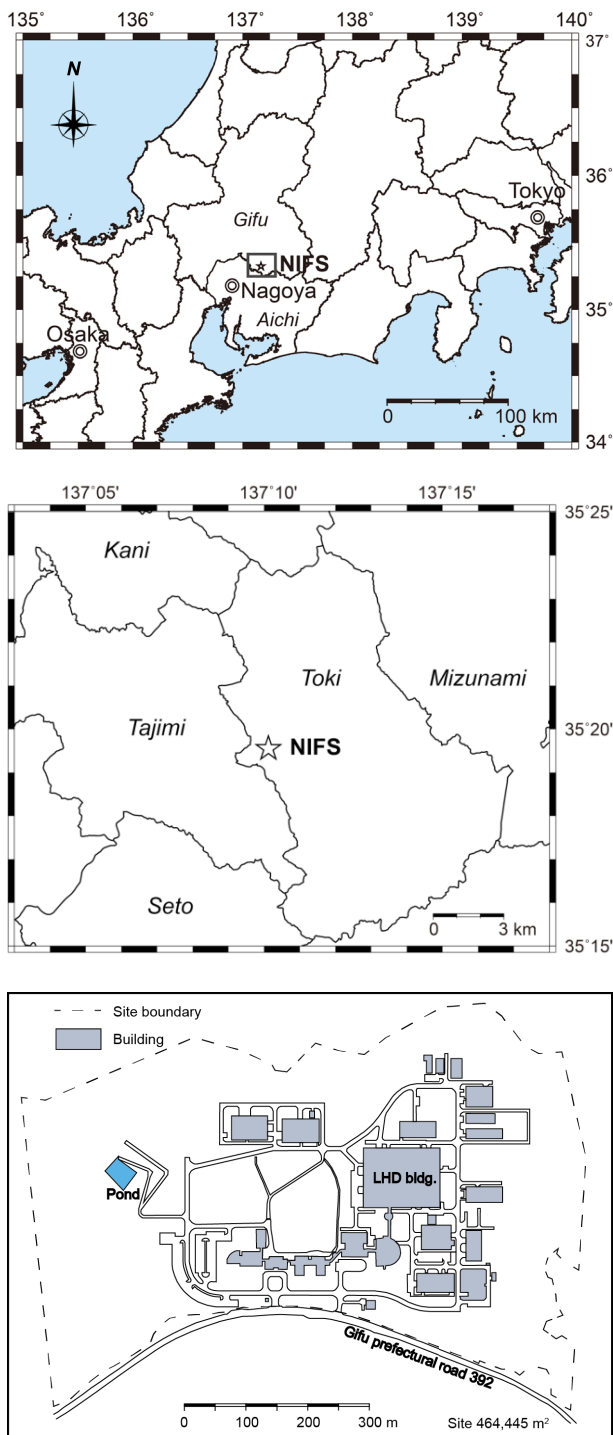 135˚ 136˚ 137˚ 138˚ 139˚ 140˚
37˚
N
36˚
Tokyo
Gifu
NIFS
Nagoya
35˚
Aichi
Osaka
0 100 km
34˚
137˚05' 137˚10' 137˚15'
35˚25'
Kani
Toki
Mizunami
Tajimi
35˚20'
NIFS
Seto
0 3 km
35˚15'
Site boundary
Building
LHD bldg.
Pond
Gifu prefectural road 392
0 100 200 300 m
Site 464,445 m²